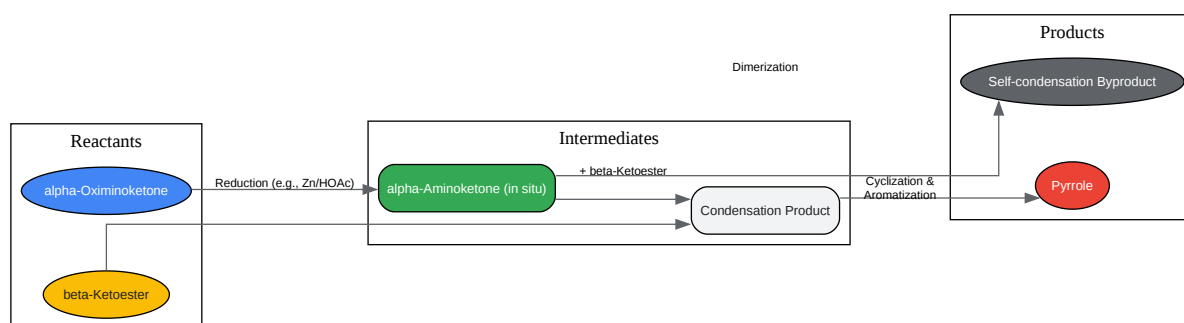 Products
Dimerization
Self-condensation Byproduct
Reactants
Intermediates
alpha-Oximinoketone
Reduction (e.g., Zn/HOAc)
alpha-Aminoketone (in situ)
+ beta-Ketoester
Condensation Product
Cyclization &
Aromatization
Pyrrole
beta-Ketoester